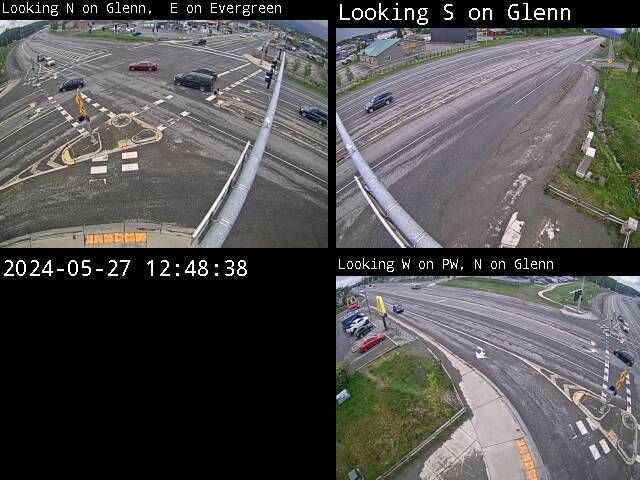 Looking N on Glenn, E on Evergreen
Looking S on Glenn
2024-05-27 12:48:38
Looking W on PW, N on Glenn